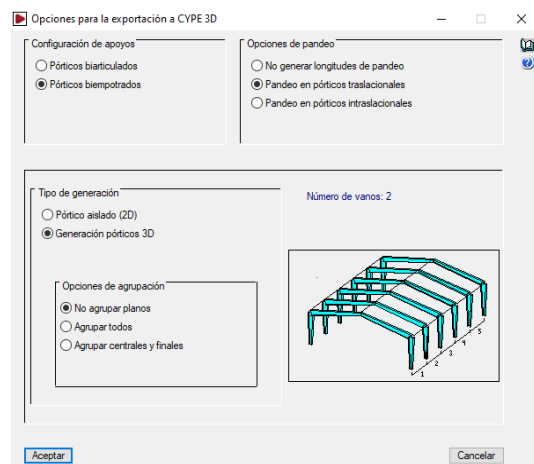 Opciones para la exportación a CYPE 3D
Configuración de apoyos
Pórticos biarticulados
Pórticos biempotrados
Opciones de pandeo
No generar longitudes de pandeo
Pandeo en pórticos traslacionales
Pandeo en pórticos intraslacionales
Tipo de generación
Pórtico aislado (2D)
Generación pórticos 3D
Opciones de agrupación
No agrupar planos
Agrupar todos
Agrupar centrales y finales
Número de vanos: 2
1
2
3
4
5
Aceptar
Cancelar